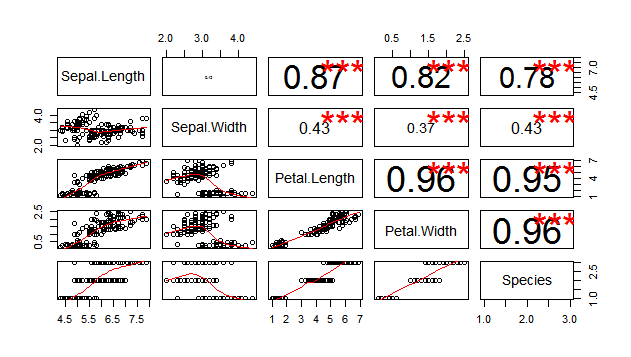 2.0 3.0 4.0 0.5 1.5 2.5
Sepal.Length 0.87 *** 0.82 *** 0.78 *** 4.5 7.0
2.0 4.0 Sepal.Width 0.43 *** 0.37 *** 0.43 ***
Petal.Length 0.96 *** 0.95 *** 1 4 7
0.5 2.5 Petal.Width 0.96 ***
Species 1.0 2.5
4.5 5.5 6.5 7.5 1 2 4 5 6 7 1.0 2.0 3.0